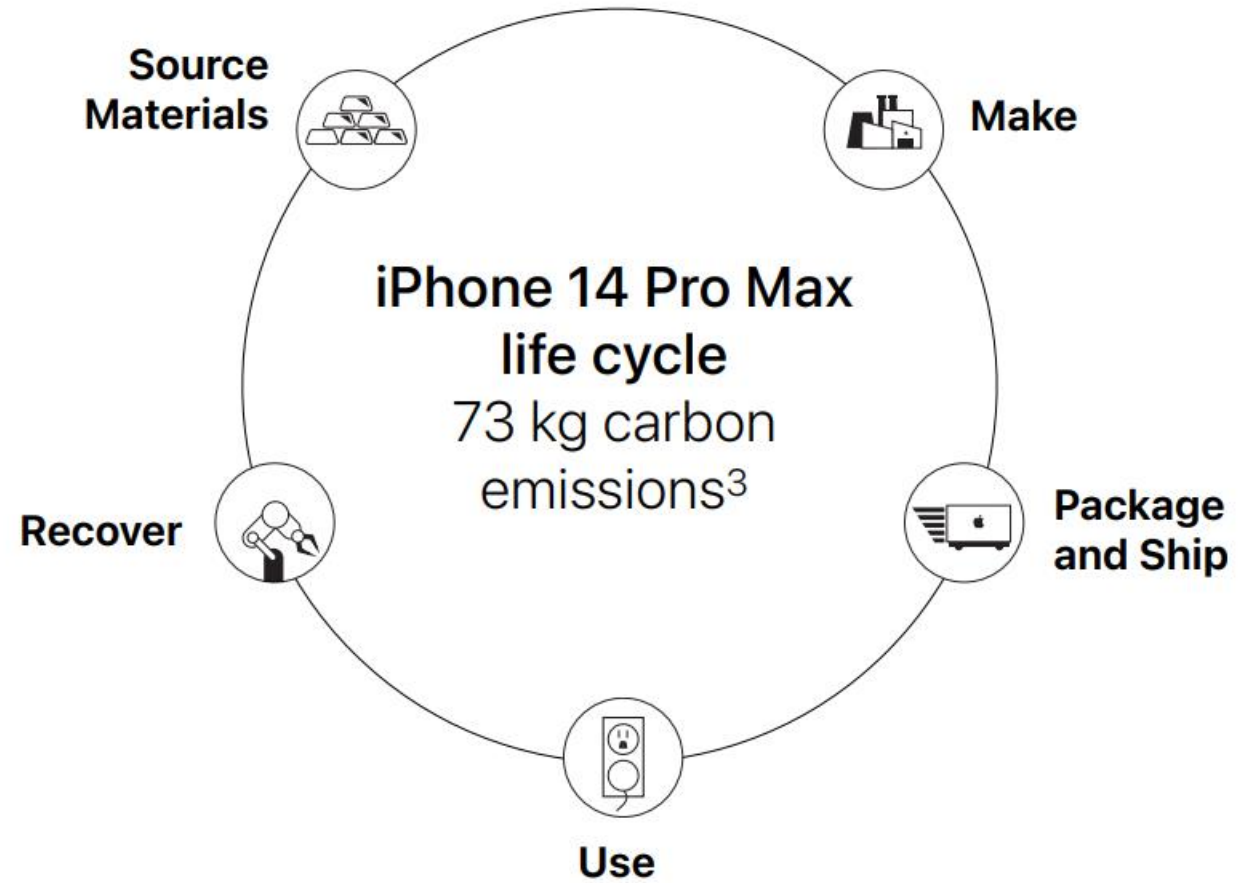 Source
Materials
Make
iPhone 14 Pro Max
life cycle
73 kg carbon
emissions³
Package
and Ship
Use
Recover